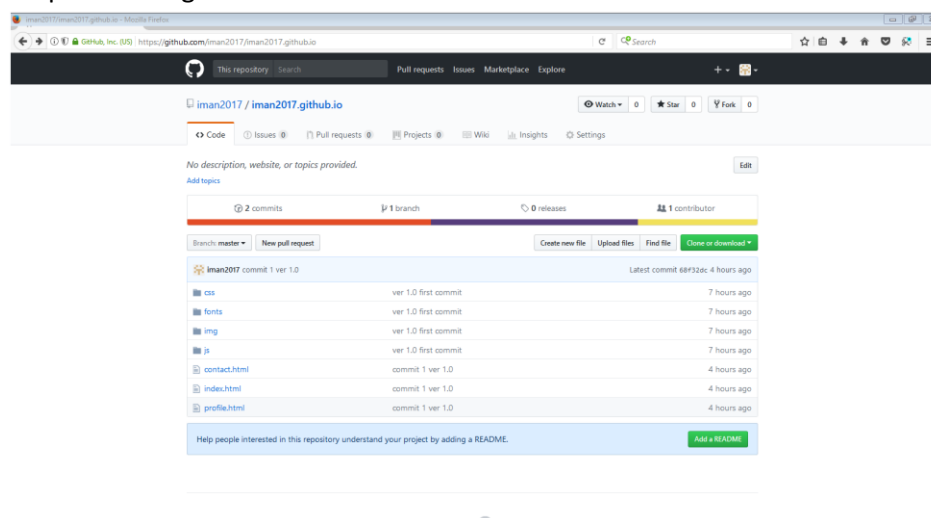 iman2017/iman2017.github.io - Mozilla Firefox
GitHub, Inc. (US) https://github.com/iman2017/iman2017.github.io Search
This repository Search Pull requests Issues Marketplace Explore
iman2017 / iman2017.github.io Watch 0 Star 0 Fork 0
Code Issues 0 Pull requests 0 Projects 0 Wiki Insights Settings
No description, website, or topics provided. Edit
Add topics
2 commits 1 branch 0 releases 1 contributor
Branch: master New pull request Create new file Upload files Find file Clone or download
iman2017 commit 1 ver 1.0 Latest commit 68f32dc 4 hours ago
css ver 1.0 first commit 7 hours ago
fonts ver 1.0 first commit 7 hours ago
img ver 1.0 first commit 7 hours ago
js ver 1.0 first commit 7 hours ago
contact.html commit 1 ver 1.0 4 hours ago
index.html commit 1 ver 1.0 4 hours ago
profile.html commit 1 ver 1.0 4 hours ago
Help people interested in this repository understand your project by adding a README. Add a README